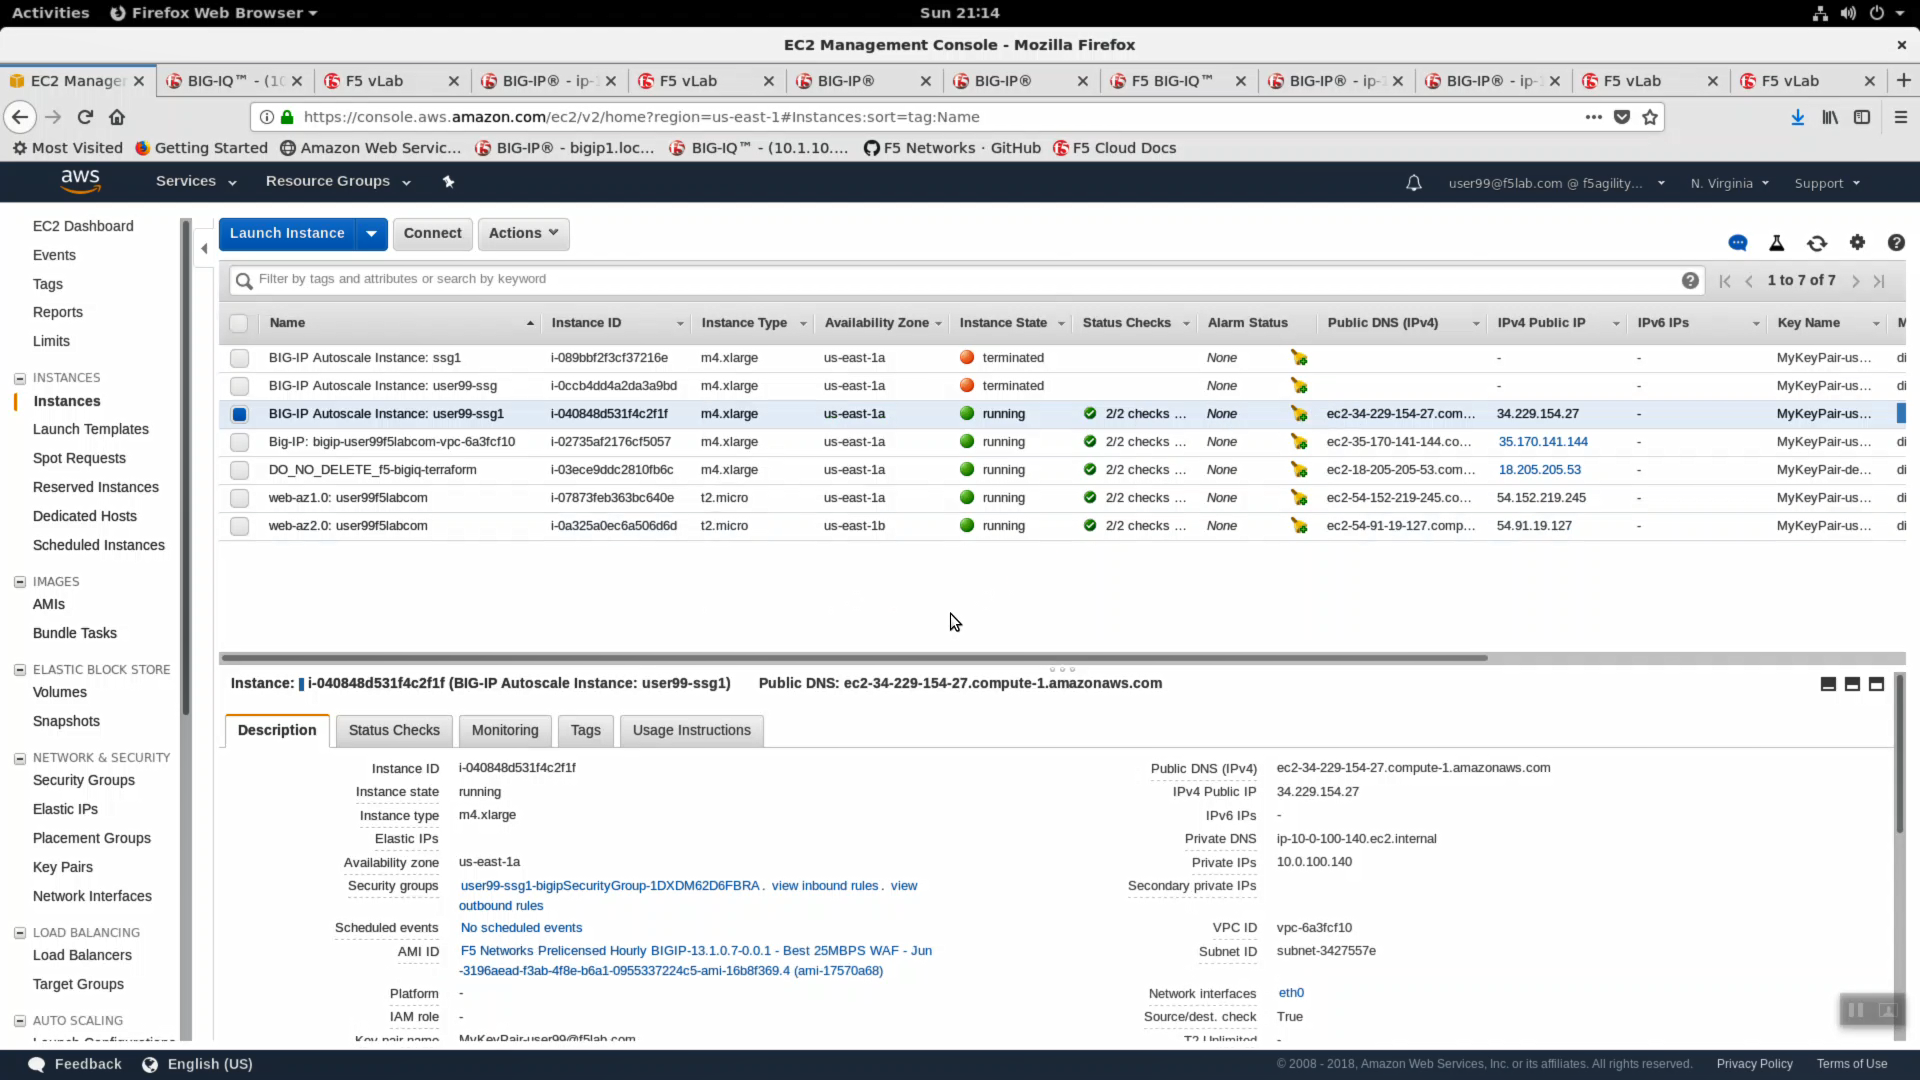 Activities Firefox Web Browser Sun 21:14
EC2 Management Console - Mozilla Firefox
EC2 Manage BIG-IQ™ - (10 F5 vLab BIG-IP® - ip- F5 vLab BIG-IP® BIG-IP® F5 BIG-IQ™ BIG-IP® - ip- BIG-IP® - ip- F5 vLab F5 vLab
https://console.aws.amazon.com/ec2/v2/home?region=us-east-1#Instances:sort=tag:Name
Most Visited Getting Started Amazon Web Servic... BIG-IP® - bigip1.loc... BIG-IQ™ - (10.1.10.... F5 Networks · GitHub F5 Cloud Docs
aws Services Resource Groups user99@f5lab.com @ f5agility... N. Virginia Support
EC2 Dashboard
Events
Tags
Reports
Limits
INSTANCES
Instances
Launch Templates
Spot Requests
Reserved Instances
Dedicated Hosts
Scheduled Instances
IMAGES
AMIs
Bundle Tasks
ELASTIC BLOCK STORE
Volumes
Snapshots
NETWORK & SECURITY
Security Groups
Elastic IPs
Placement Groups
Key Pairs
Network Interfaces
LOAD BALANCING
Load Balancers
Target Groups
AUTO SCALING
Launch Configurations
Launch Instance Connect Actions
Filter by tags and attributes or search by keyword 1 to 7 of 7
Name Instance ID Instance Type Availability Zone Instance State Status Checks Alarm Status Public DNS (IPv4) IPv4 Public IP IPv6 IPs Key Name M
BIG-IP Autoscale Instance: ssg1 i-089bbf2f3cf37216e m4.xlarge us-east-1a terminated None - - MyKeyPair-us... di
BIG-IP Autoscale Instance: user99-ssg i-0ccb4dd4a2da3a9bd m4.xlarge us-east-1a terminated None - - MyKeyPair-us... di
BIG-IP Autoscale Instance: user99-ssg1 i-040848d531f4c2f1f m4.xlarge us-east-1a running 2/2 checks ... None ec2-34-229-154-27.com... 34.229.154.27 - MyKeyPair-us...
Big-IP: bigip-user99f5labcom-vpc-6a3fcf10 i-02735af2176cf5057 m4.xlarge us-east-1a running 2/2 checks ... None ec2-35-170-141-144.co... 35.170.141.144 - MyKeyPair-us... di
DO_NO_DELETE_f5-bigiq-terraform i-03ece9ddc2810fb6c m4.xlarge us-east-1a running 2/2 checks ... None ec2-18-205-205-53.com... 18.205.205.53 - MyKeyPair-de... di
web-az1.0: user99f5labcom i-07873feb363bc640e t2.micro us-east-1a running 2/2 checks ... None ec2-54-152-219-245.co... 54.152.219.245 - MyKeyPair-us... di
web-az2.0: user99f5labcom i-0a325a0ec6a506d6d t2.micro us-east-1b running 2/2 checks ... None ec2-54-91-19-127.comp... 54.91.19.127 - MyKeyPair-us... di
Instance: i-040848d531f4c2f1f (BIG-IP Autoscale Instance: user99-ssg1) Public DNS: ec2-34-229-154-27.compute-1.amazonaws.com
Description Status Checks Monitoring Tags Usage Instructions
Instance ID i-040848d531f4c2f1f Public DNS (IPv4) ec2-34-229-154-27.compute-1.amazonaws.com
Instance state running IPv4 Public IP 34.229.154.27
Instance type m4.xlarge IPv6 IPs -
Elastic IPs Private DNS ip-10-0-100-140.ec2.internal
Availability zone us-east-1a Private IPs 10.0.100.140
Security groups user99-ssg1-bigipSecurityGroup-1DXDM62D6FBRA. view inbound rules. view Secondary private IPs
outbound rules
Scheduled events No scheduled events VPC ID vpc-6a3fcf10
AMI ID F5 Networks Prelicensed Hourly BIGIP-13.1.0.7-0.0.1 - Best 25MBPS WAF - Jun Subnet ID subnet-3427557e
-3196aead-f3ab-4f8e-b6a1-0955337224c5-ami-16b8f369.4 (ami-17570a68)
Platform - Network interfaces eth0
IAM role - Source/dest. check True
Key pair name MyKeyPair-user99@f5lab.com T2 Unlimited -
Feedback English (US) © 2008 - 2018, Amazon Web Services, Inc. or its affiliates. All rights reserved. Privacy Policy Terms of Use